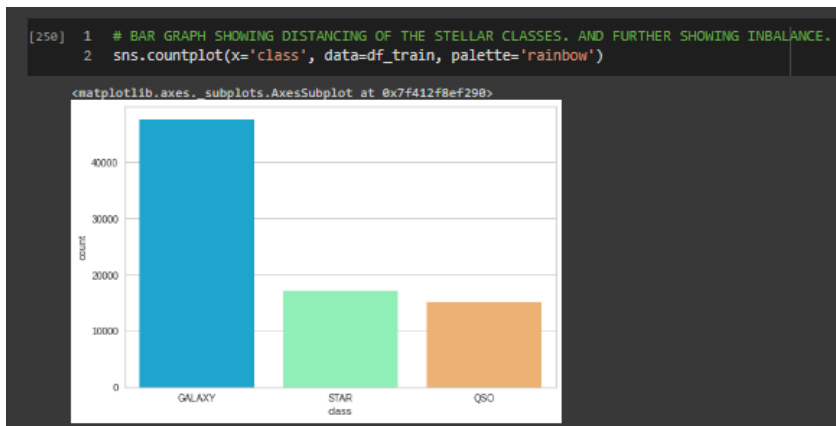 [250] 1 # BAR GRAPH SHOWING DISTANCING OF THE STELLAR CLASSES. AND FURTHER SHOWING INBALANCE.
2 sns.countplot(x='class', data=df_train, palette='rainbow')
<matplotlib.axes._subplots.AxesSubplot at 0x7f412f8ef290>
40000
30000
20000
10000
0
count
GALAXY STAR QSO
class